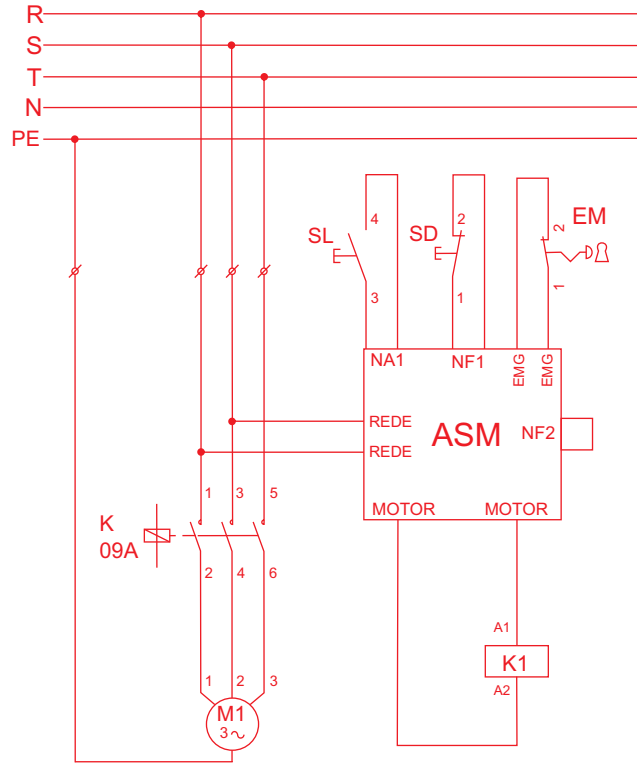 R
S
T
N
PE
4
SL
3
2
SD
1
2
EM
1
NA1
NF1
EMG
EMG
REDE
REDE
ASM
NF2
MOTOR
MOTOR
1
3
5
K
09A
2
4
6
A1
K1
A2
1
2
3
M1
3~